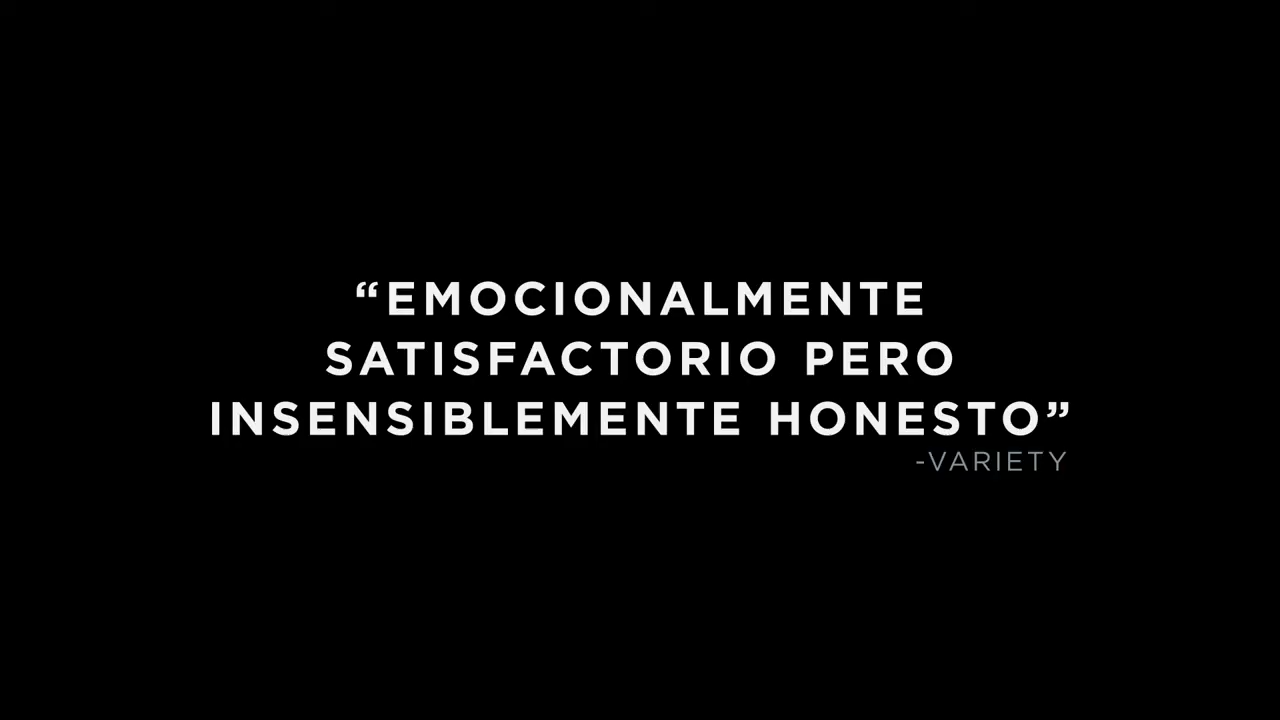 “EMOCIONALMENTE
SATISFACTORIO PERO
INSENSIBLEMENTE HONESTO”
-VARIETY